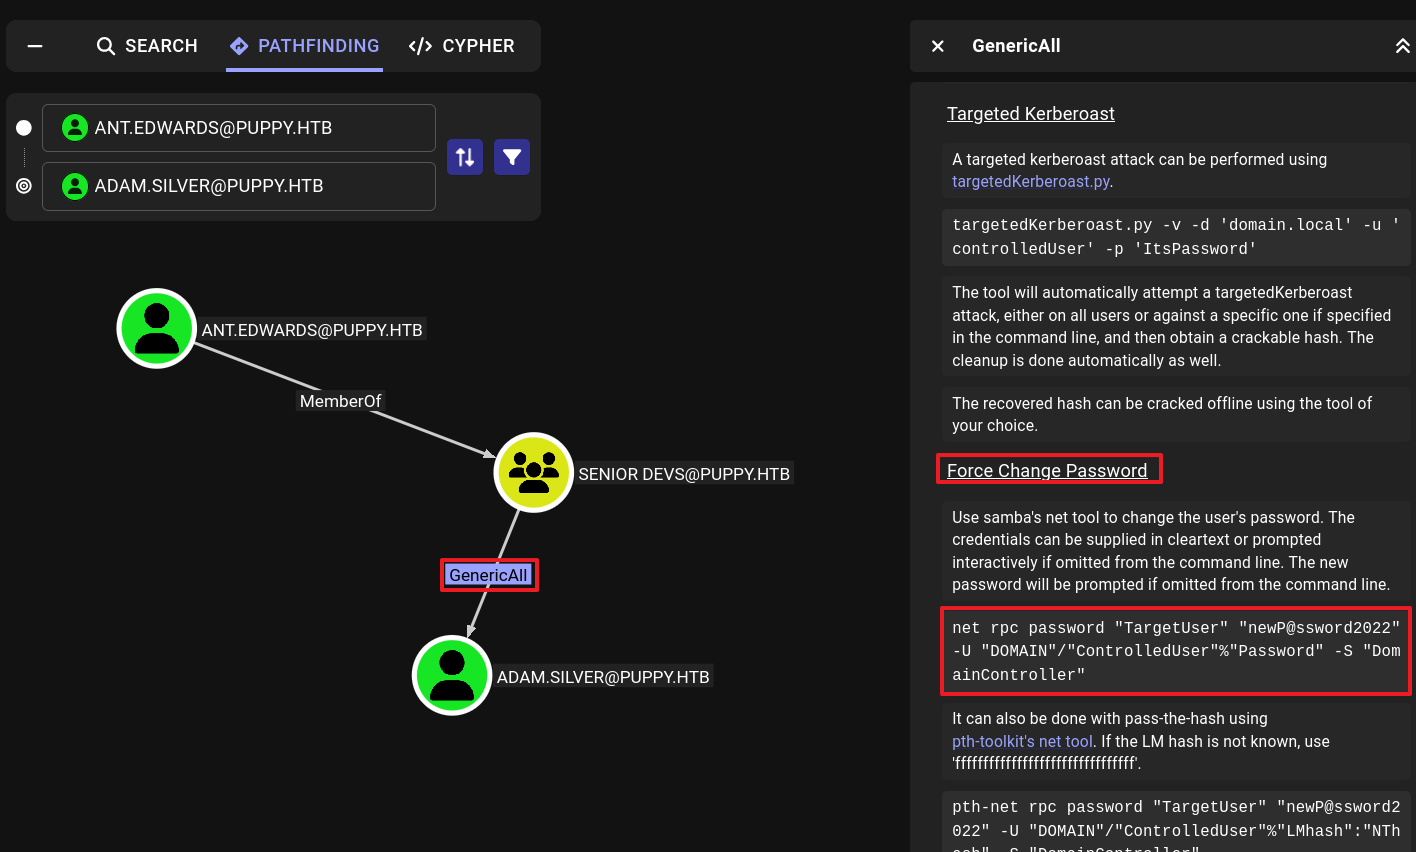 SEARCH
PATHFINDING
CYPHER
ANT.EDWARDS@PUPPY.HTB
ADAM.SILVER@PUPPY.HTB
ANT.EDWARDS@PUPPY.HTB
MemberOf
SENIOR DEVS@PUPPY.HTB
GenericAll
ADAM.SILVER@PUPPY.HTB
GenericAll
Targeted Kerberoast
A targeted kerberoast attack can be performed using
targetedKerberoast.py.
targetedKerberoast.py -v -d 'domain.local' -u '
controlledUser' -p 'ItsPassword'
The tool will automatically attempt a targetedKerberoast
attack, either on all users or against a specific one if specified
in the command line, and then obtain a crackable hash. The
cleanup is done automatically as well.
The recovered hash can be cracked offline using the tool of
your choice.
Force Change Password
Use samba's net tool to change the user's password. The
credentials can be supplied in cleartext or prompted
interactively if omitted from the command line. The new
password will be prompted if omitted from the command line.
net rpc password "TargetUser" "newP@ssword2022"
-U "DOMAIN"/"ControlledUser"%"Password" -S "Dom
ainController"
It can also be done with pass-the-hash using
pth-toolkit's net tool. If the LM hash is not known, use
'ffffffffffffffffffffffffffffffff'.
pth-net rpc password "TargetUser" "newP@ssword2
022" -U "DOMAIN"/"ControlledUser"%"LMhash":"NTh
ash" -S "DomainController"